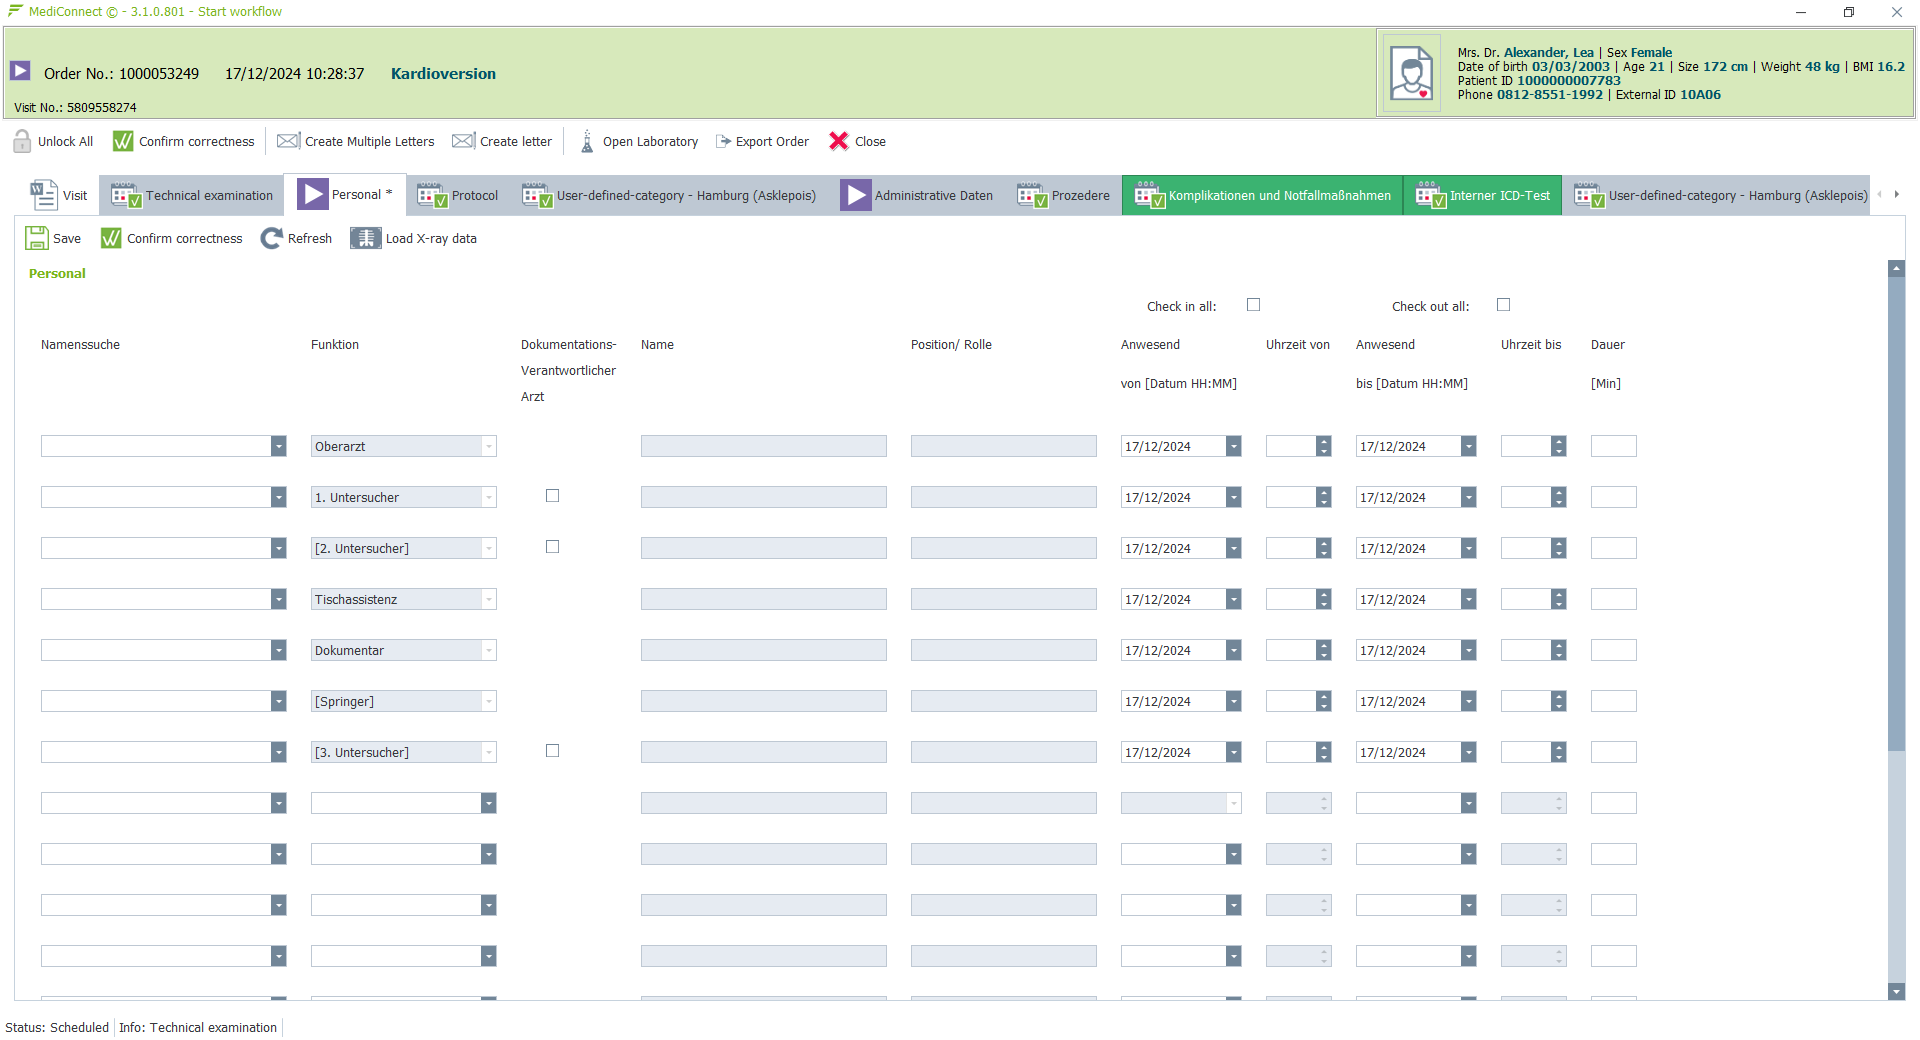 MediConnect © - 3.1.0.801 - Start workflow
Order No.: 1000053249 17/12/2024 10:28:37 Kardioversion
Visit No.: 5809558274
Mrs. Dr. Alexander, Lea | Sex Female
Date of birth 03/03/2003 | Age 21 | Size 172 cm | Weight 48 kg | BMI 16.2
Patient ID 1000000007783
Phone 0812-8551-1992 | External ID 10A06
Unlock All Confirm correctness Create Multiple Letters Create letter Open Laboratory Export Order Close
Visit Technical examination Personal * Protocol User-defined-category - Hamburg (Asklepois) Administrative Daten Prozedere Komplikationen und Notfallmaßnahmen Interner ICD-Test User-defined-category - Hamburg (Asklepois)
Save Confirm correctness Refresh Load X-ray data
Personal
Check in all: Check out all:
Namenssuche Funktion Dokumentations- Name Position/ Rolle Anwesend Uhrzeit von Anwesend Uhrzeit bis Dauer
Verantwortlicher
von [Datum HH:MM] bis [Datum HH:MM] [Min]
Arzt
Oberarzt 17/12/2024 17/12/2024
1. Untersucher 17/12/2024 17/12/2024
[2. Untersucher] 17/12/2024 17/12/2024
Tischassistenz 17/12/2024 17/12/2024
Dokumentar 17/12/2024 17/12/2024
[Springer] 17/12/2024 17/12/2024
[3. Untersucher] 17/12/2024 17/12/2024
Status: Scheduled Info: Technical examination